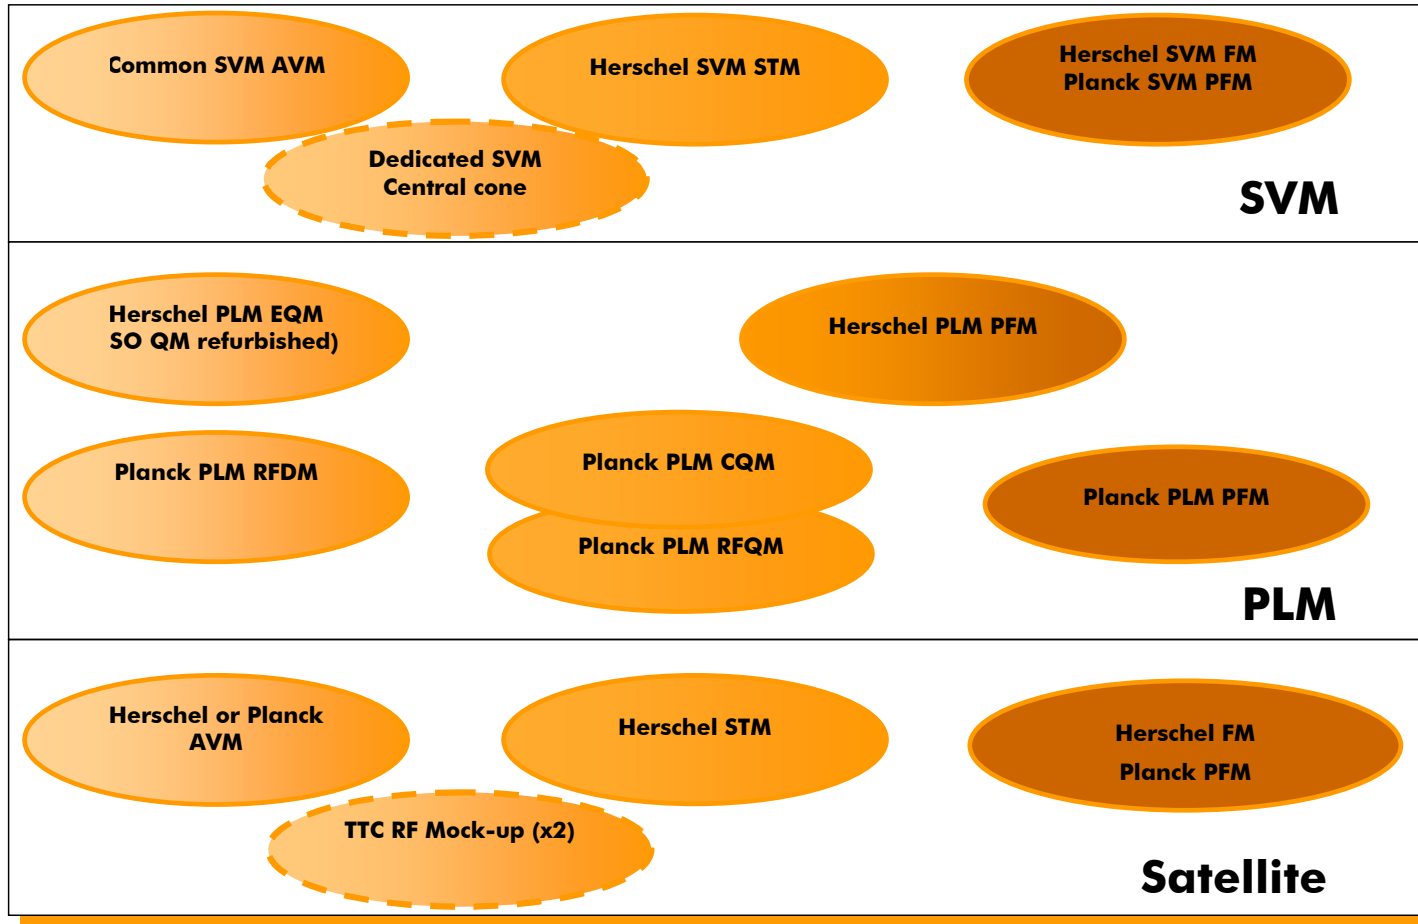 Common SVM AVM
Herschel SVM STM
Herschel SVM FM
Planck SVM PFM
Dedicated SVM
Central cone
SVM
Herschel PLM EQM
SO QM refurbished)
Herschel PLM PFM
Planck PLM RFDM
Planck PLM CQM
Planck PLM PFM
Planck PLM RFQM
PLM
Herschel or Planck
AVM
Herschel STM
Herschel FM
Planck PFM
TTC RF Mock-up (x2)
Satellite